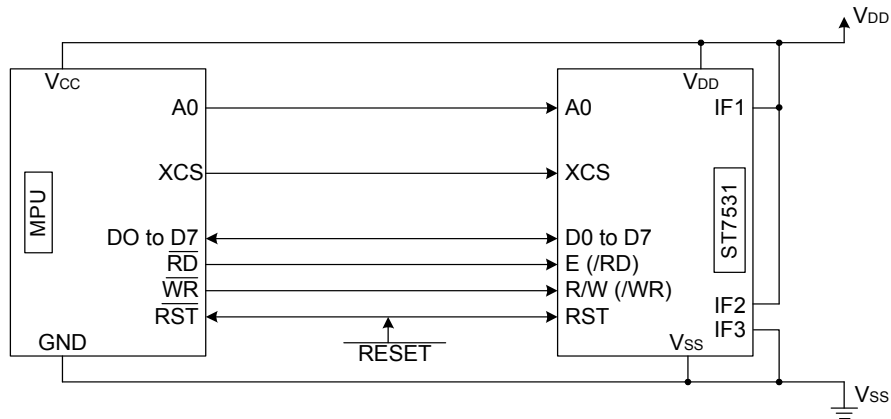 VDD
VCC
VDD
A0
A0
IF1
XCS
XCS
MPU
ST7531
DO to D7
D0 to D7
RD
E (/RD)
WR
R/W (/WR)
IF2
RST
RST
IF3
GND
RESET
VSS
VSS